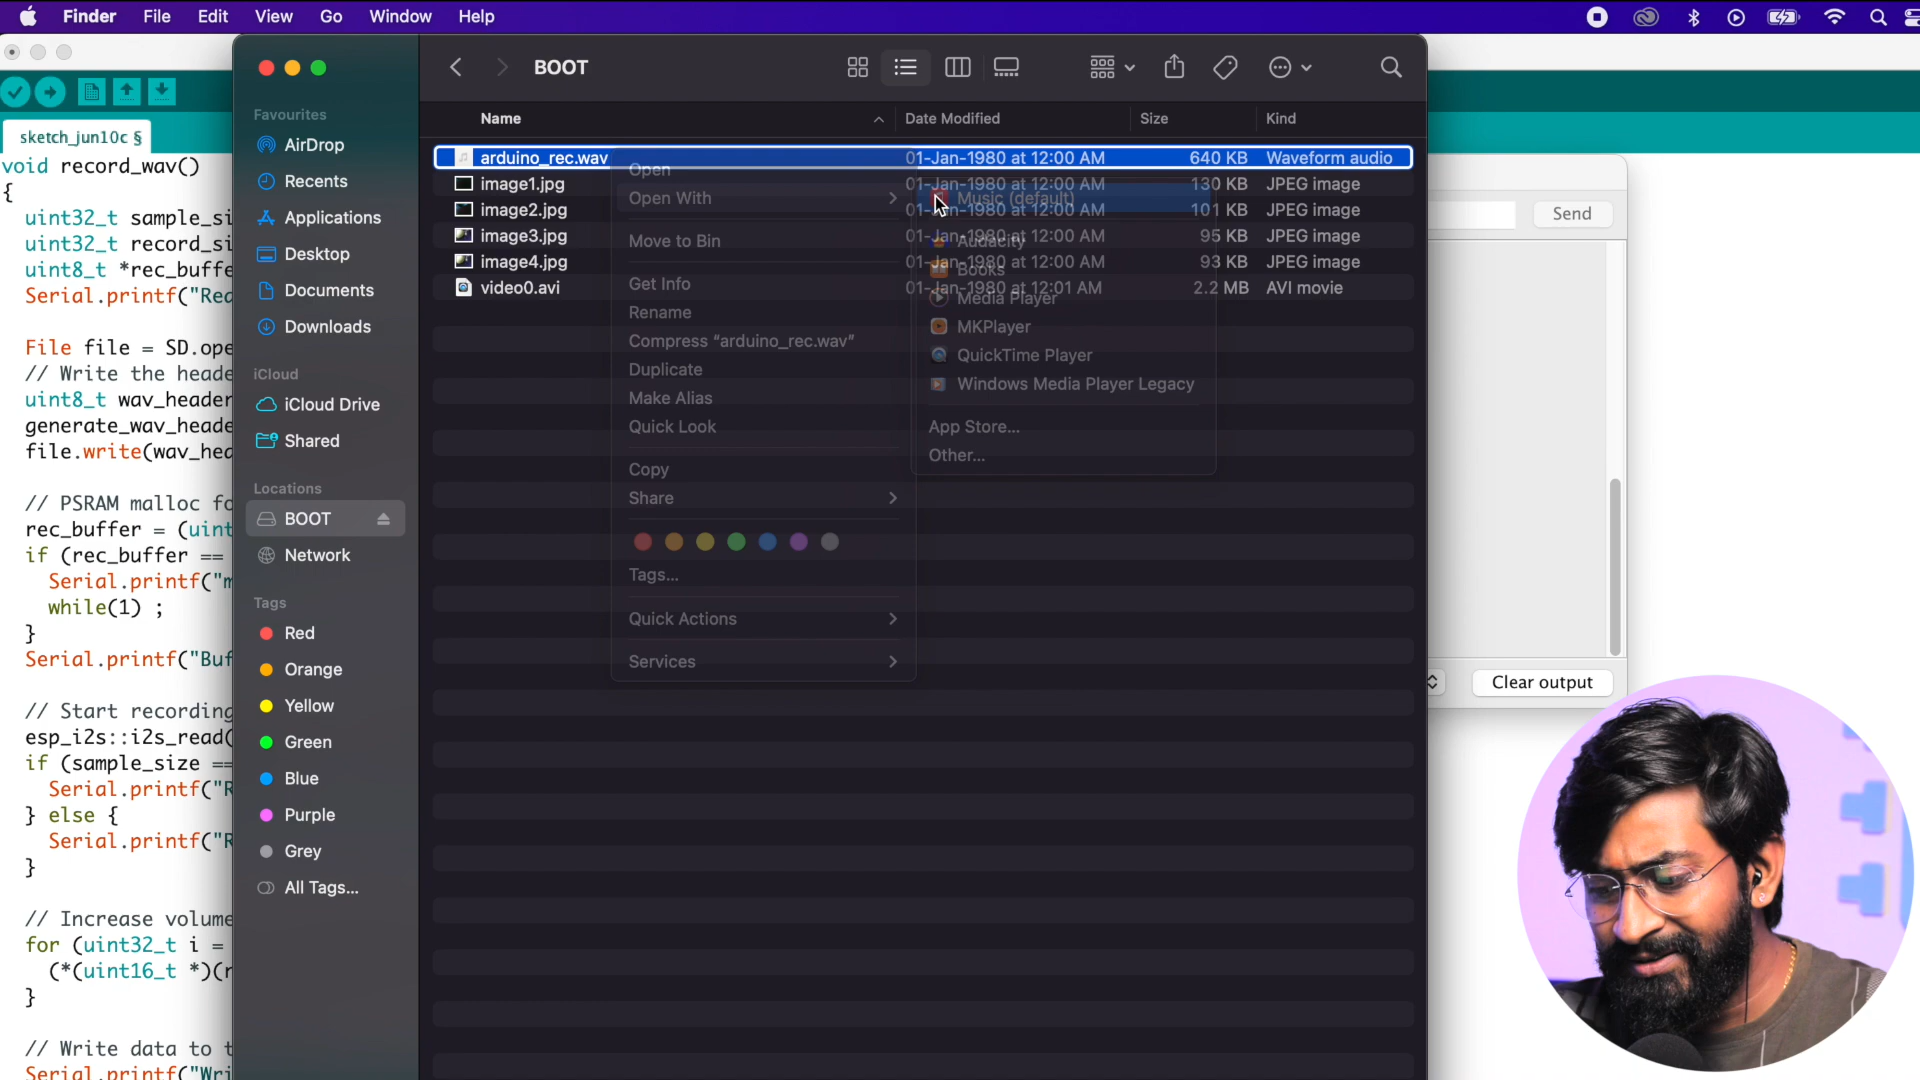 Finder File Edit View Go Window Help
BOOT
sketch_jun10c §
void record_wav()
{
uint32_t sample_si
uint32_t record_si
uint8_t *rec_buffe
Serial.printf("Rea
File file = SD.ope
// Write the heade
uint8_t wav_header
generate_wav_heade
file.write(wav_hea
// PSRAM malloc fo
rec_buffer = (uint
if (rec_buffer ==
Serial.printf("m
while(1) ;
}
Serial.printf("Buf
// Start recording
esp_i2s::i2s_read(
if (sample_size ==
Serial.printf("R
} else {
Serial.printf("R
}
// Increase volume
for (uint32_t i =
(*(uint16_t *)(r
}
// Write data to t
Serial.printf("Wri
Favourites
AirDrop
Recents
Applications
Desktop
Documents
Downloads
iCloud
iCloud Drive
Shared
Locations
BOOT
Network
Tags
Red
Orange
Yellow
Green
Blue
Purple
Grey
All Tags...
Name Date Modified Size Kind
arduino_rec.wav 01-Jan-1980 at 12:00 AM 640 KB Waveform audio
image1.jpg 01-Jan-1980 at 12:00 AM 130 KB JPEG image
image2.jpg 01-Jan-1980 at 12:00 AM 101 KB JPEG image
image3.jpg 01-Jan-1980 at 12:00 AM 95 KB JPEG image
image4.jpg 01-Jan-1980 at 12:00 AM 93 KB JPEG image
video0.avi 01-Jan-1980 at 12:01 AM 2.2 MB AVI movie
Open
Open With
Move to Bin
Get Info
Rename
Compress “arduino_rec.wav”
Duplicate
Make Alias
Quick Look
Copy
Share
Tags...
Quick Actions
Services
Music (default)
Audacity
Books
Media Player
MKPlayer
QuickTime Player
Windows Media Player Legacy
App Store...
Other...
Send
Clear output